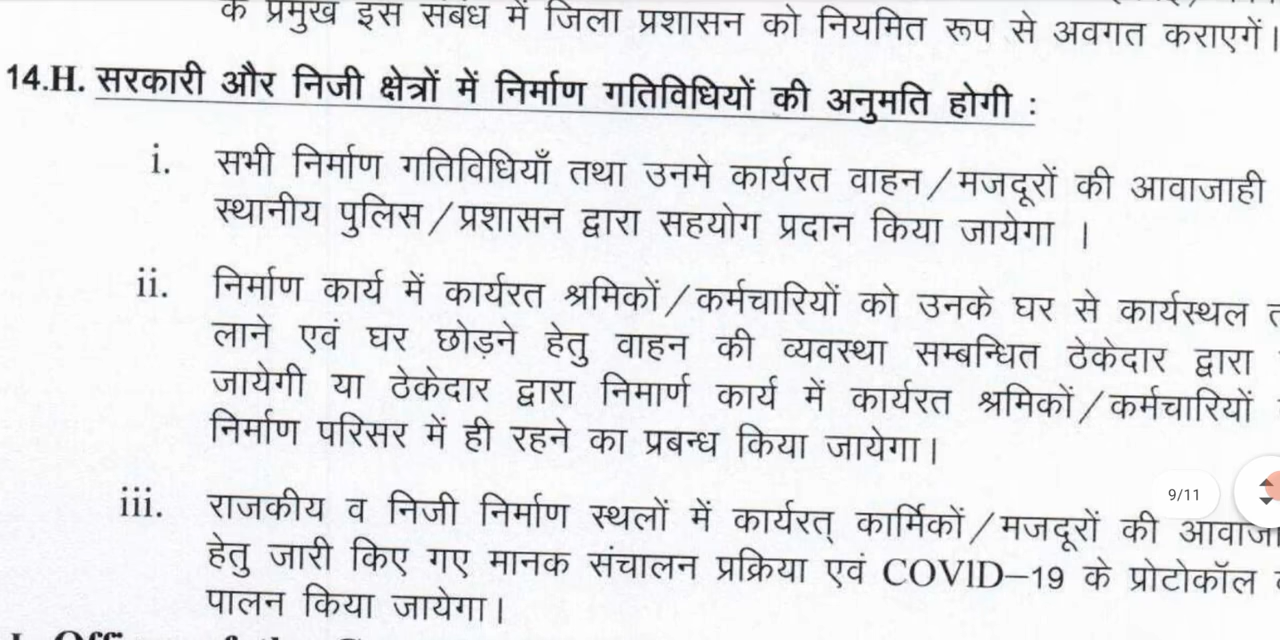 के प्रमुख इस संबंध में जिला प्रशासन को नियमित रूप से अवगत कराएगें।
14.H. सरकारी और निजी क्षेत्रों में निर्माण गतिविधियों की अनुमति होगी :
i. सभी निर्माण गतिविधियाँ तथा उनमे कार्यरत वाहन/मजदूरों की आवाजाही
स्थानीय पुलिस/प्रशासन द्वारा सहयोग प्रदान किया जायेगा ।
ii. निर्माण कार्य में कार्यरत श्रमिकों/कर्मचारियों को उनके घर से कार्यस्थल
लाने एवं घर छोड़ने हेतु वाहन की व्यवस्था सम्बन्धित ठेकेदार द्वारा
जायेगी या ठेकेदार द्वारा निमार्ण कार्य में कार्यरत श्रमिकों/कर्मचारियों
निर्माण परिसर में ही रहने का प्रबन्ध किया जायेगा।
9/11
iii. राजकीय व निजी निर्माण स्थलों में कार्यरत् कार्मिकों/मजदूरों की
हेतु जारी किए गए मानक संचालन प्रक्रिया एवं COVID–19 के प्रोटोकॉल
पालन किया जायेगा।